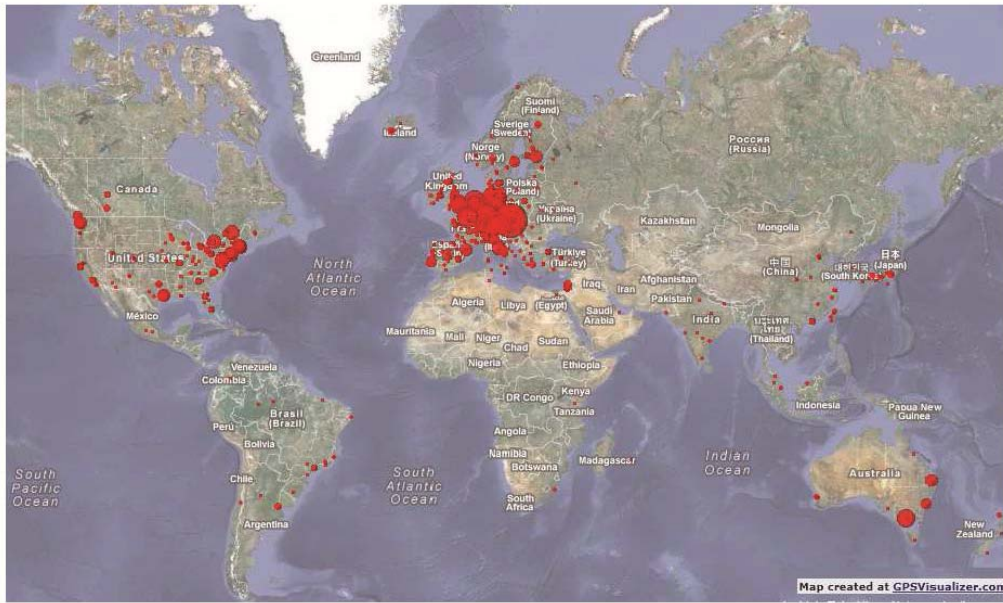 Greenland
Iceland
Suomi
(Finland)
Sverige
(Sweden)
Norge
(Norway)
Россия
(Russia)
Canada
United
Kingdom
Polska
Україна
(Ukraine)
Kazakhstan
Mongolia
United States
North
Atlantic
Ocean
Türkiye
(Turkey)
中国
(China)
日本
(Japan)
Iraq
Iran
Afghanistan
Pakistan
México
Algeria
Libya
(Egypt)
Saudi
Arabia
India
(Thailand)
Mauritania
Mali
Niger
Chad
Sudan
Nigeria
Ethiopia
Venezuela
Colombia
DR Congo
Kenya
Tanzania
Indonesia
Papua New
Guinea
Brasil
(Brazil)
Perú
Bolivia
Angola
Namibia
Botswana
Madagascar
Chile
South
Pacific
Ocean
South
Atlantic
Ocean
Indian
Ocean
Australia
South
Africa
Argentina
New
Zealand
Map created at GPSVisualizer.com